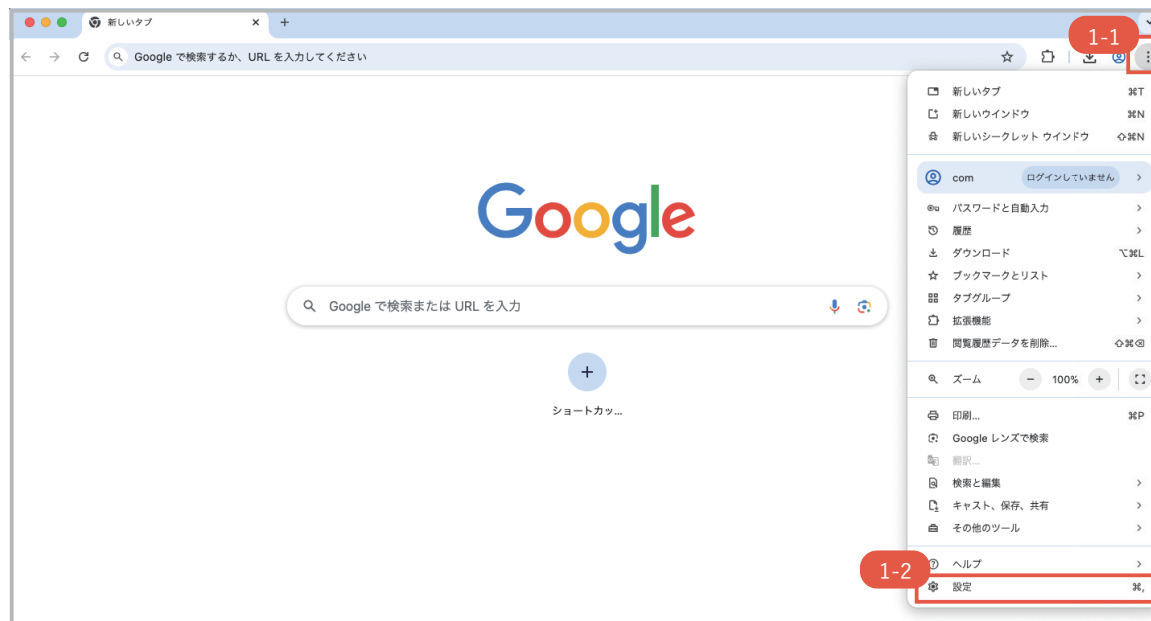 新しいタブ
1-1
Google で検索するか、URL を入力してください
新しいタブ ⌘T
新しいウインドウ ⌘N
新しいシークレット ウインドウ ⇧⌘N
com ログインしていません
パスワードと自動入力
履歴
ダウンロード ⌥⌘L
ブックマークとリスト
タブグループ
拡張機能
閲覧履歴データを削除... ⇧⌘⌫
ズーム − 100% +
印刷... ⌘P
Google レンズで検索
翻訳...
検索と編集
キャスト、保存、共有
その他のツール
ヘルプ
1-2
設定 ⌘,
Google
Google で検索または URL を入力
ショートカッ...